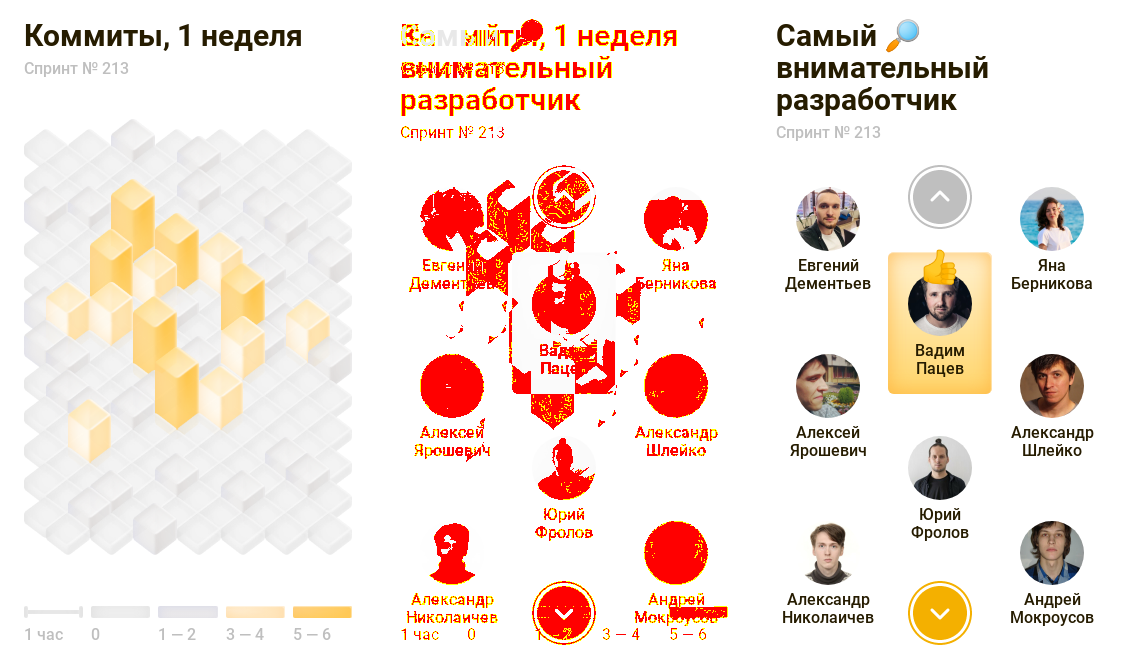 Коммиты, 1 неделя
Спринт № 213
1 час
0
1 — 2
3 — 4
5 — 6
, 1 неделя
внимательный
разработчик
Спринт № 213
Евгений
Дементьев
Яна
Берникова
Вадим
Пацев
Алексей
Ярошевич
Александр
Шлейко
Юрий
Фролов
Александр
Николаичев
Андрей
Мокроусов
1 час
0
1 — 2
3 — 4
5 — 6
Самый 🔎
внимательный
разработчик
Спринт № 213
Евгений
Дементьев
Яна
Берникова
Вадим
Пацев
Алексей
Ярошевич
Александр
Шлейко
Юрий
Фролов
Александр
Николаичев
Андрей
Мокроусов